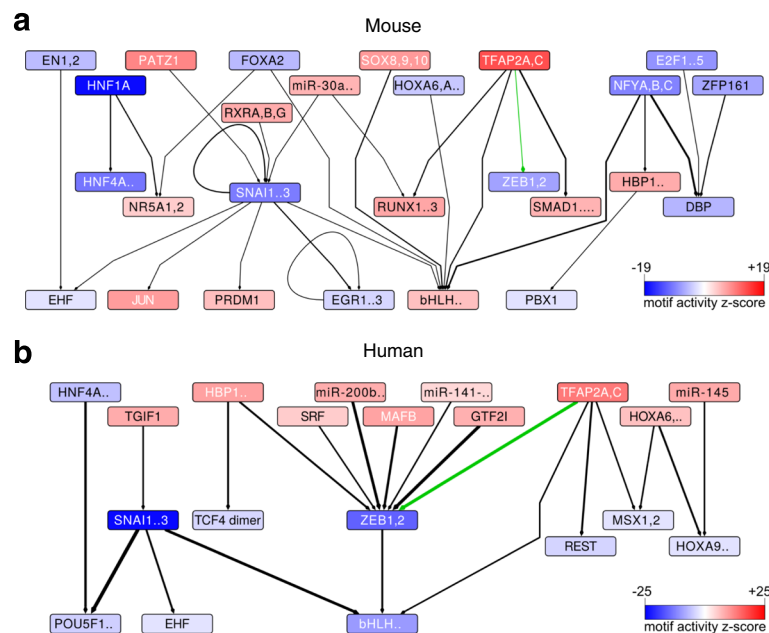 a
Mouse
EN1,2 PATZ1 FOXA2 SOX8,9,10 TFAP2A,C E2F1..5
HNF1A miR-30a.. HOXA6,A.. NFYA,B,C ZFP161
RXRA,B,G
HNF4A.. SNAI1..3 ZEB1,2 HBP1..
NR5A1,2 RUNX1..3 SMAD1.... DBP
-19 +19
EHF JUN PRDM1 EGR1..3 bHLH.. PBX1
motif activity z-score
b
Human
HNF4A.. HBP1.. miR-200b.. miR-141-.. TFAP2A,C miR-145
TGIF1 SRF MAFB GTF2I HOXA6,..
SNAI1..3 TCF4 dimer ZEB1,2 MSX1,2
REST HOXA9..
-25 +25
POU5F1.. EHF bHLH..
motif activity z-score